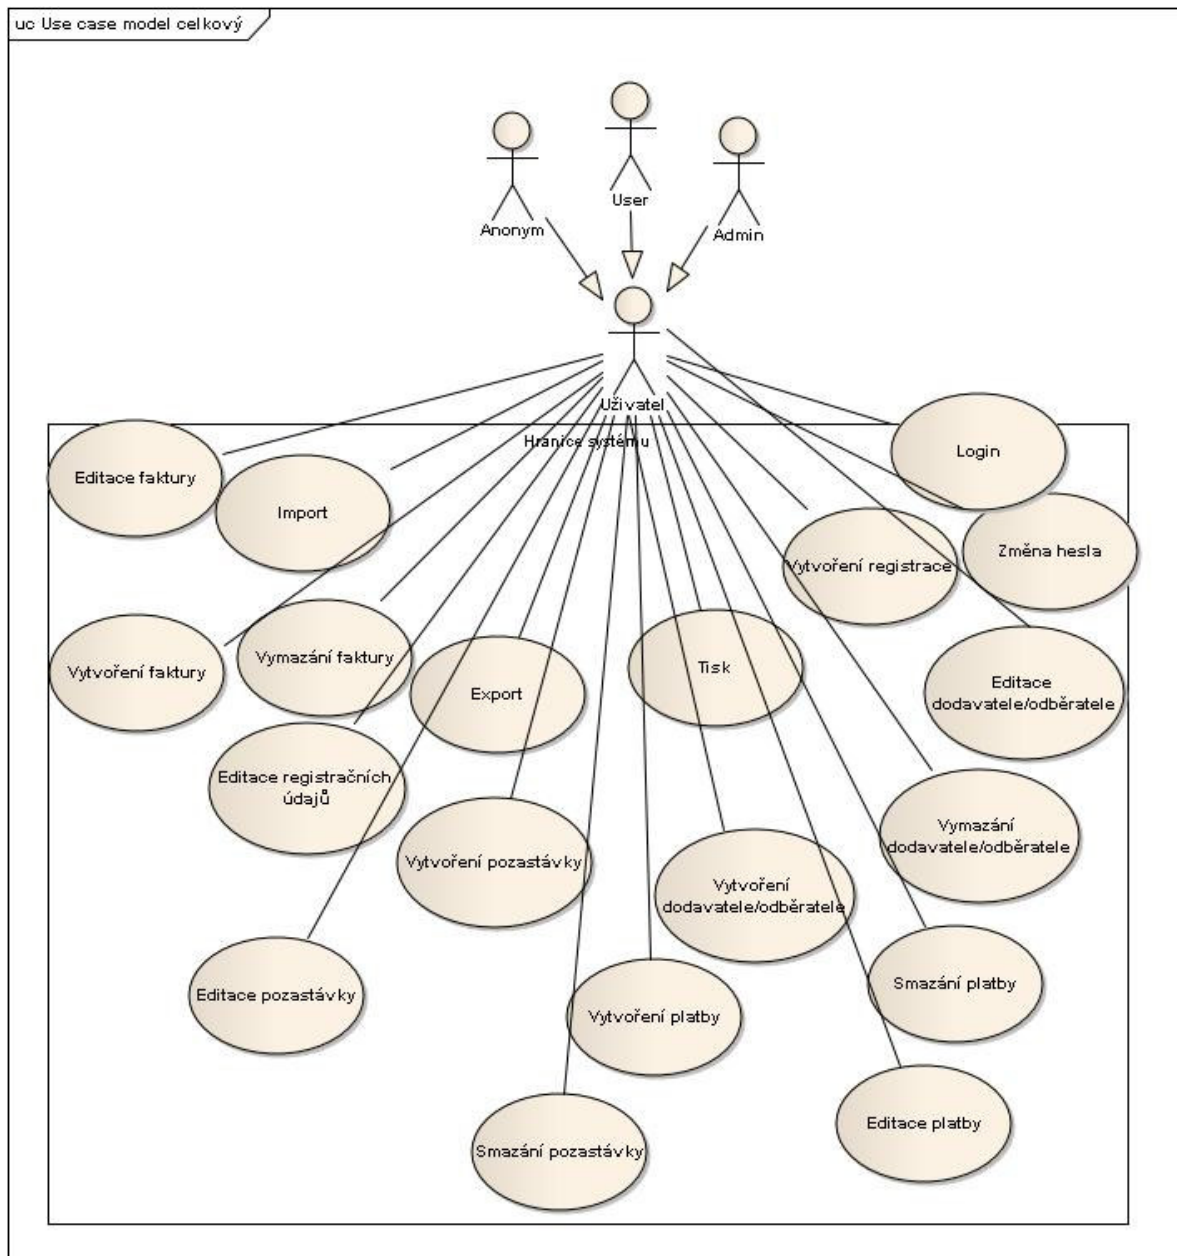 uc Use case model celkový
User
Anonym
Admin
Uživatel
Hranice systému
Login
Editace faktury
Import
Změna hesla
Vytvoření registrace
Vytvoření faktury
Vymazání faktury
Export
Tisk
Editace
dodavatele/odběratele
Editace registračních
údajů
Vytvoření pozastávky
Vymazání
dodavatele/odběratele
Vytvoření
dodavatele/odběratele
Editace pozastávky
Smazání platby
Vytvoření platby
Editace platby
Smazání pozastávky